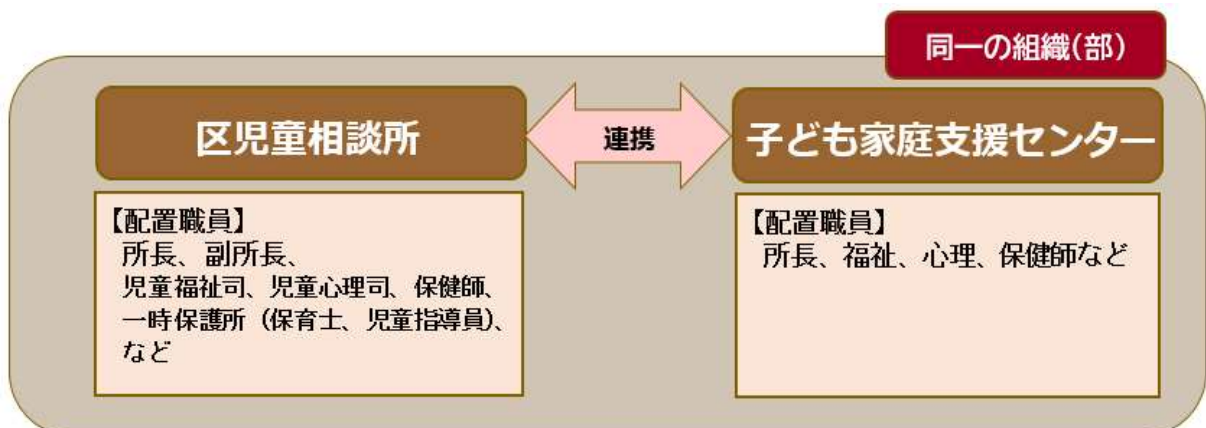 同一の組織(部)
区児童相談所
連携
子ども家庭支援センター
【配置職員】
所長、副所長、
児童福祉司、児童心理司、保健師、
一時保護所（保育士、児童指導員)、
など
【配置職員】
所長、福祉、心理、保健師など